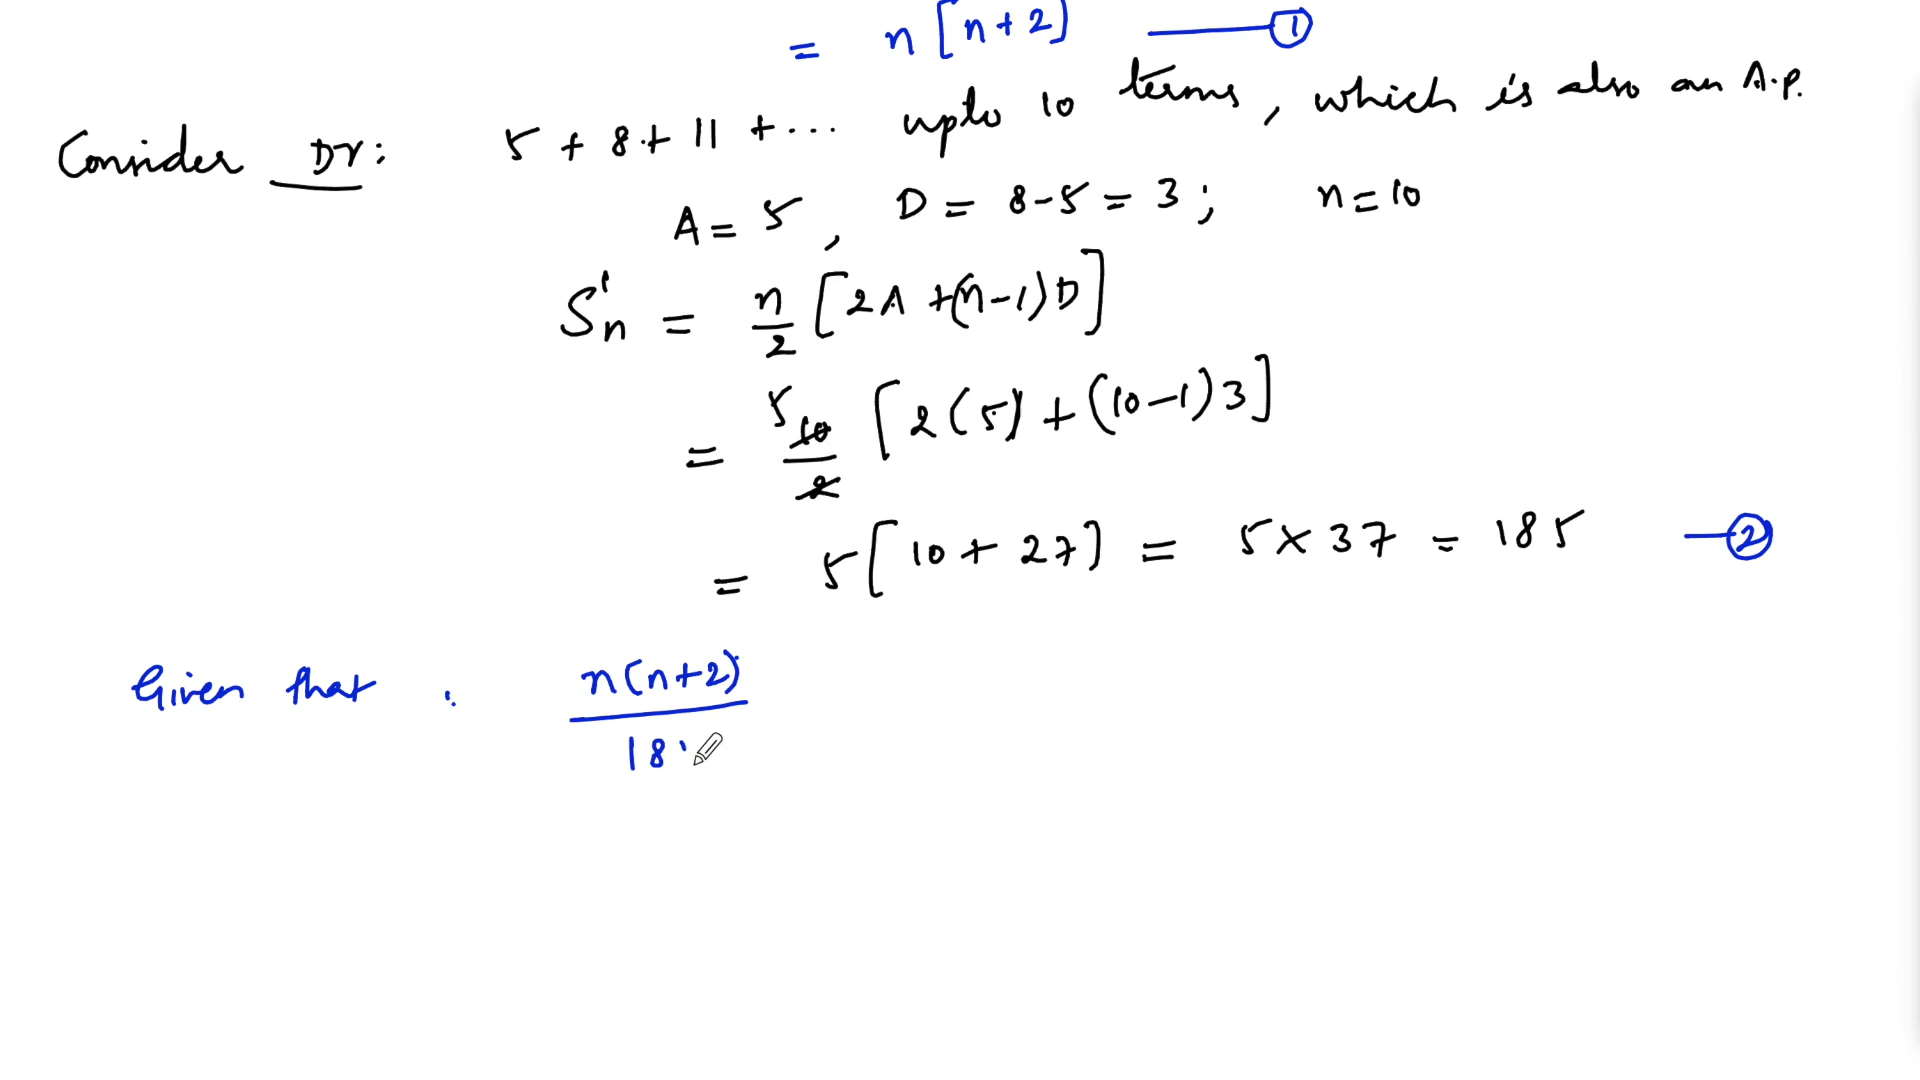 = n [n+2] —— ①
Consider Dr: 5 + 8 + 11 + ... upto 10 terms, which is also an A.P.
A = 5 , D = 8-5 = 3 ; n = 10
S'n = n/2 [2A + (n-1)D]
= 5 10/2 [2(5) + (10-1)3]
= 5[10 + 27] = 5 × 37 = 185 — ②
Given that : n(n+2)
18